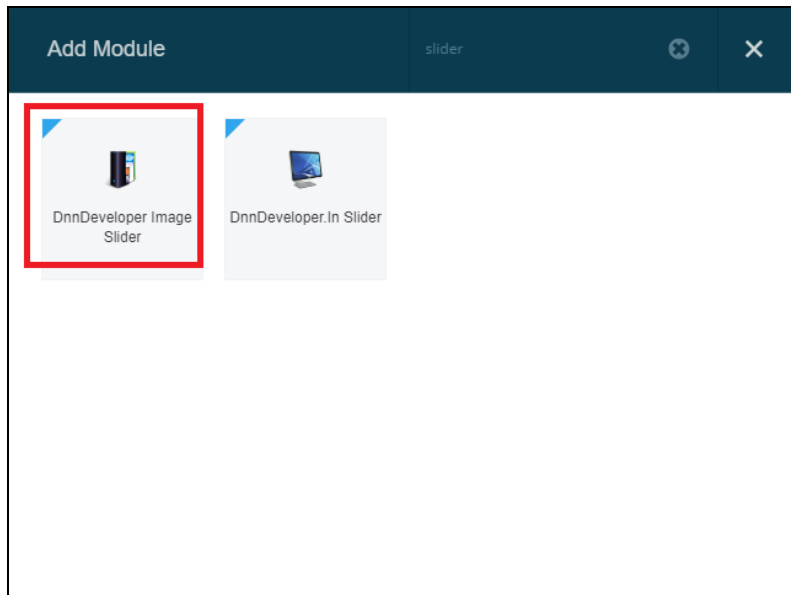 Add Module
slider
DnnDeveloper Image
Slider
DnnDeveloper.In Slider